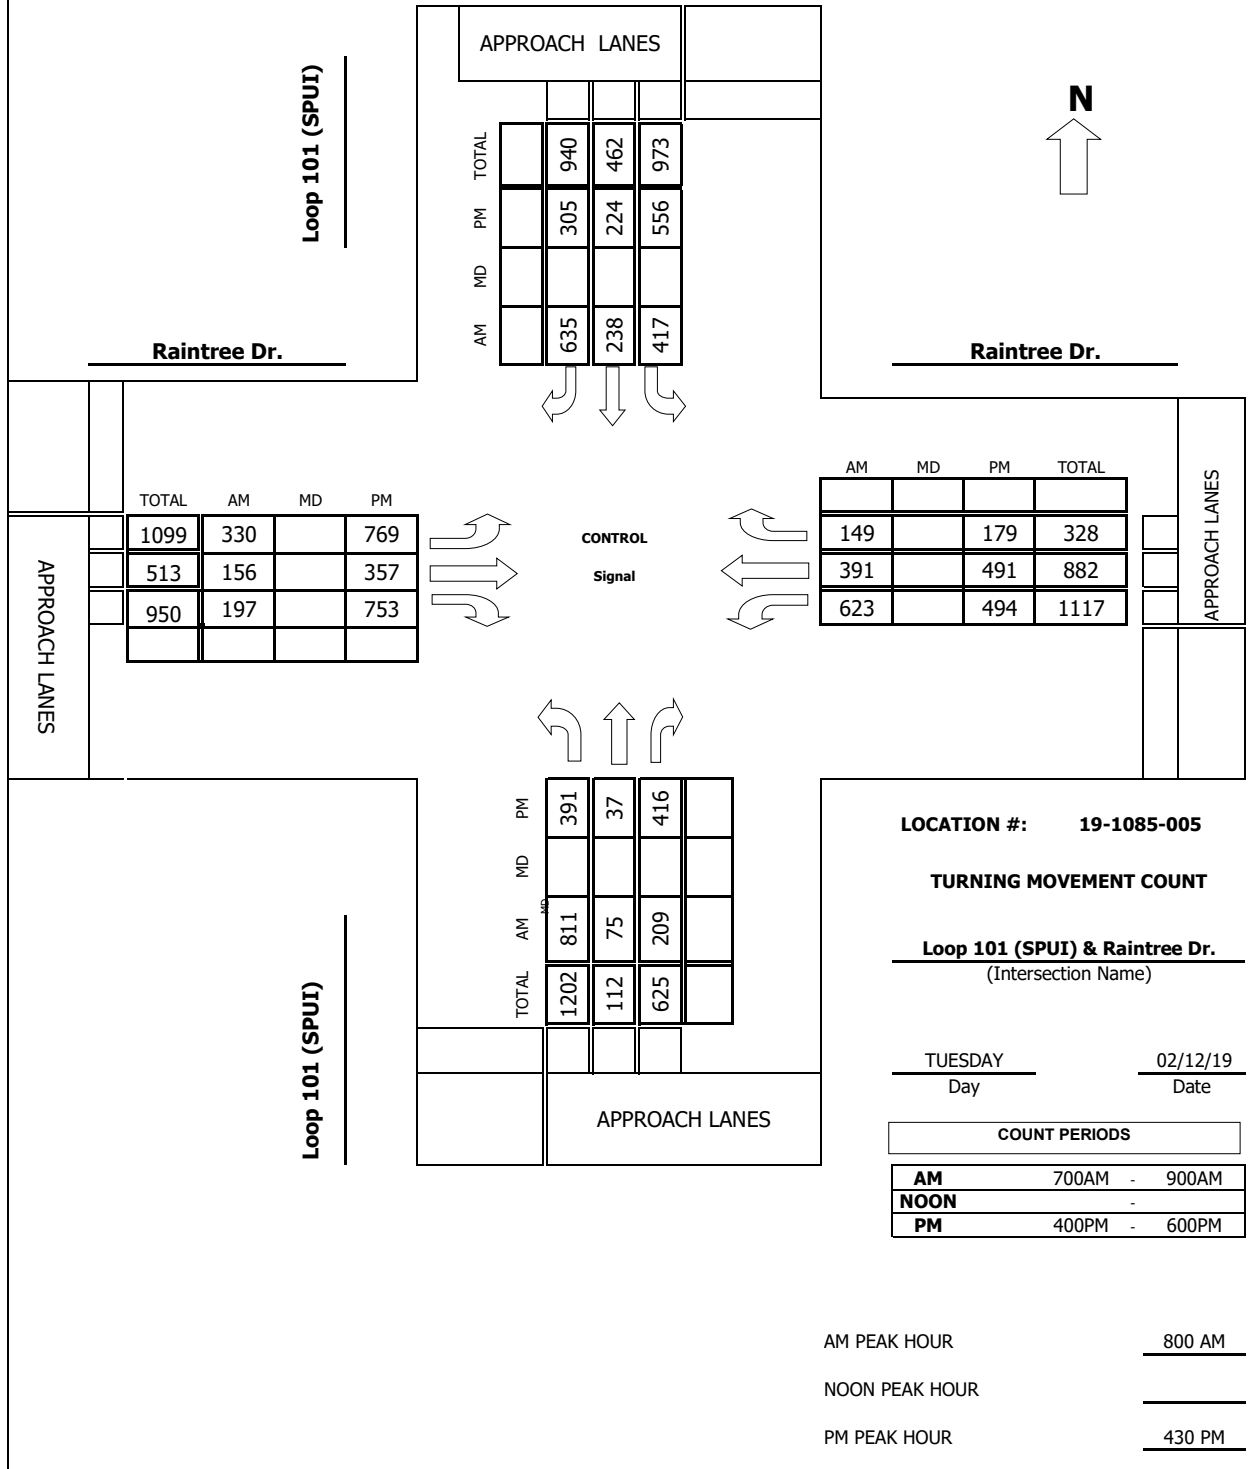 APPROACH LANES
Loop 101 (SPUI)
N
TOTAL 940 462 973
PM 305 224 556
MD
AM 635 238 417
Raintree Dr.
Raintree Dr.
AM MD PM TOTAL
149 179 328
391 491 882
623 494 1117
APPROACH LANES
TOTAL AM MD PM
1099 330 769
513 156 357
950 197 753
APPROACH LANES
CONTROL
Signal
PM 391 37 416
MD
MD
AM 811 75 209
TOTAL 1202 112 625
APPROACH LANES
Loop 101 (SPUI)
LOCATION #: 19-1085-005
TURNING MOVEMENT COUNT
Loop 101 (SPUI) & Raintree Dr.
(Intersection Name)
TUESDAY 02/12/19
Day Date
COUNT PERIODS
AM 700AM - 900AM
NOON -
PM 400PM - 600PM
AM PEAK HOUR 800 AM
NOON PEAK HOUR
PM PEAK HOUR 430 PM